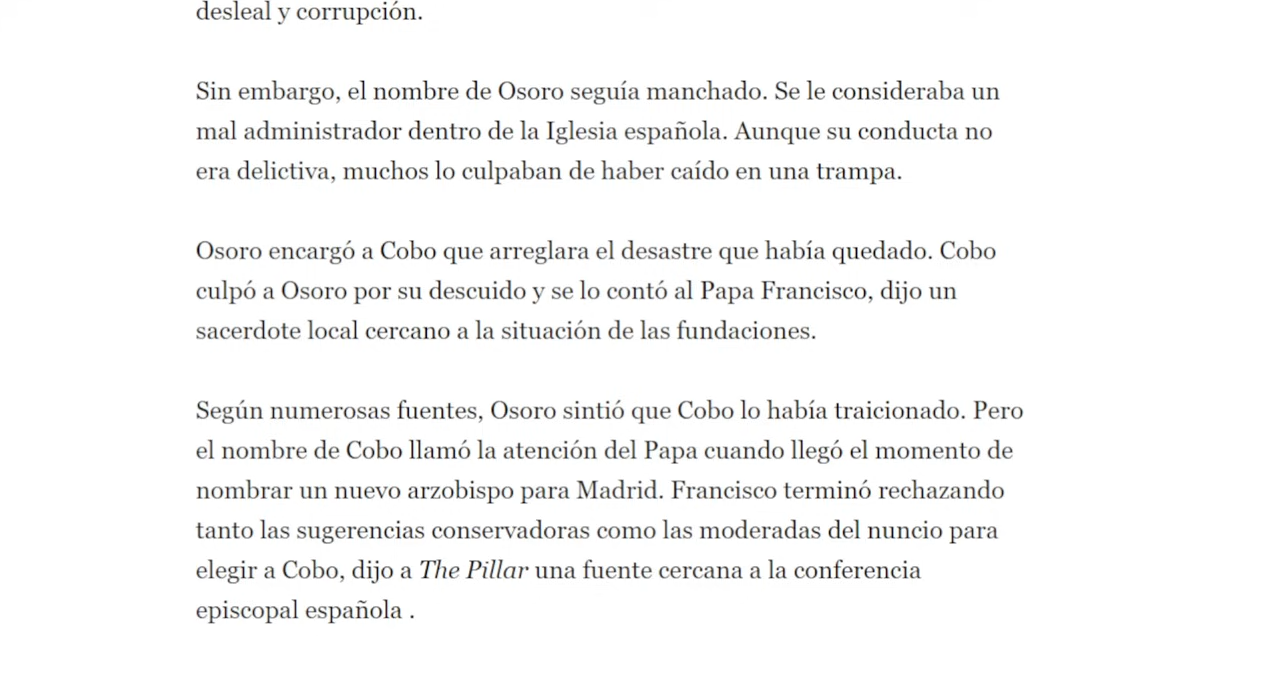 desleal y corrupción.
Sin embargo, el nombre de Osoro seguía manchado. Se le consideraba un
mal administrador dentro de la Iglesia española. Aunque su conducta no
era delictiva, muchos lo culpaban de haber caído en una trampa.
Osoro encargó a Cobo que arreglara el desastre que había quedado. Cobo
culpó a Osoro por su descuido y se lo contó al Papa Francisco, dijo un
sacerdote local cercano a la situación de las fundaciones.
Según numerosas fuentes, Osoro sintió que Cobo lo había traicionado. Pero
el nombre de Cobo llamó la atención del Papa cuando llegó el momento de
nombrar un nuevo arzobispo para Madrid. Francisco terminó rechazando
tanto las sugerencias conservadoras como las moderadas del nuncio para
elegir a Cobo, dijo a The Pillar una fuente cercana a la conferencia
episcopal española .